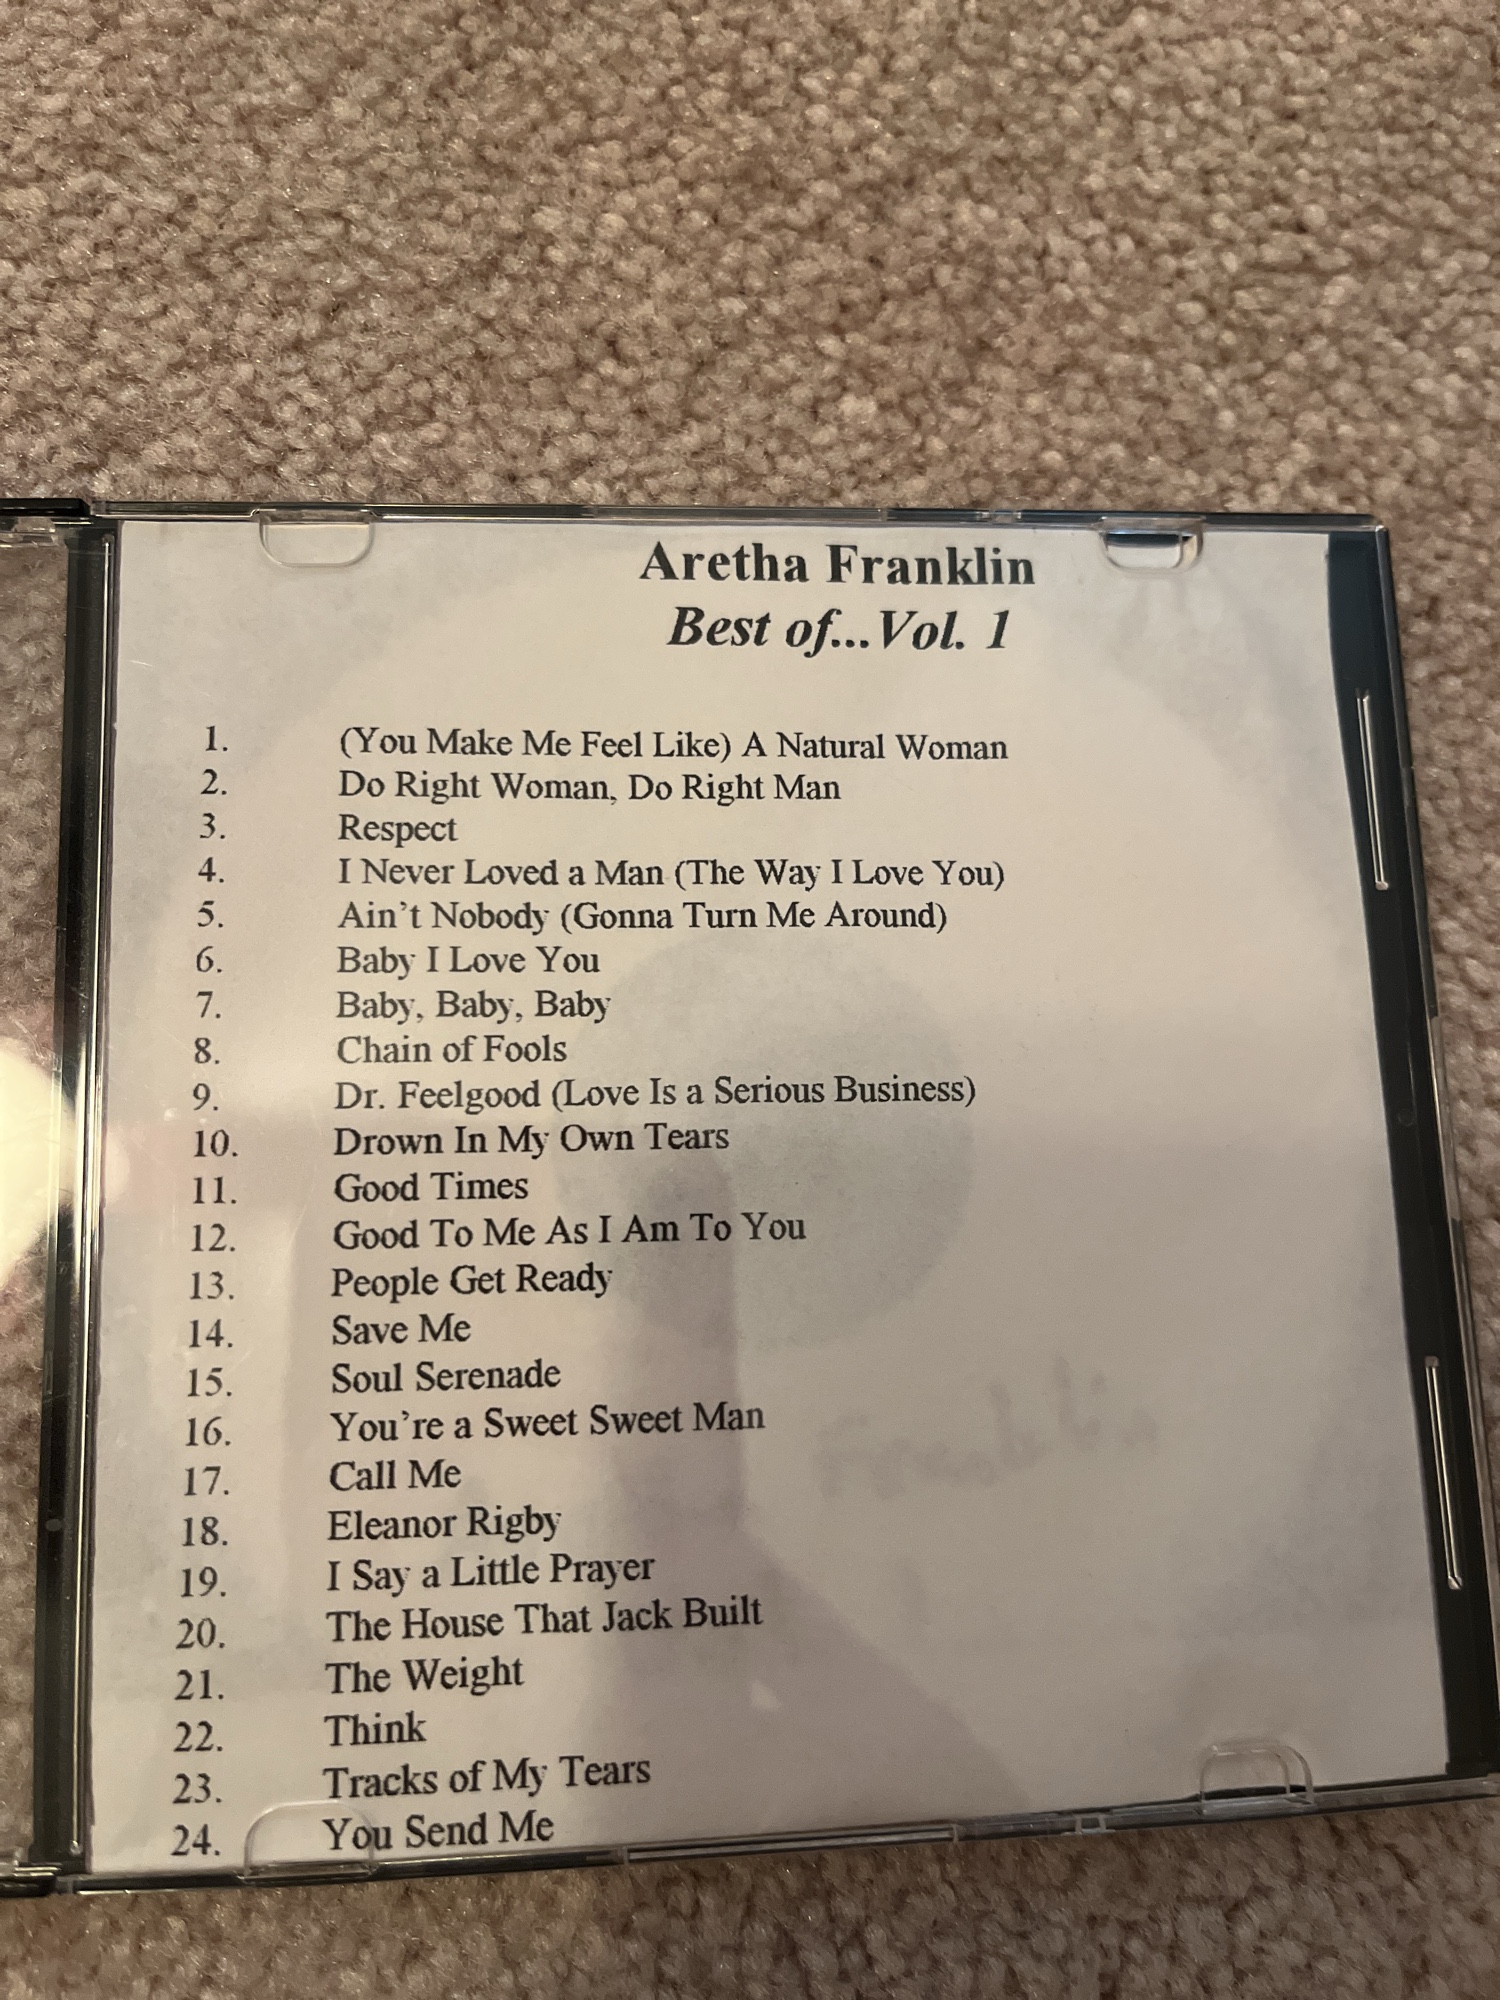 Aretha Franklin
Best of...Vol. 1
1. (You Make Me Feel Like) A Natural Woman
2. Do Right Woman, Do Right Man
3. Respect
4. I Never Loved a Man (The Way I Love You)
5. Ain't Nobody (Gonna Turn Me Around)
6. Baby I Love You
7. Baby, Baby, Baby
8. Chain of Fools
9. Dr. Feelgood (Love Is a Serious Business)
10. Drown In My Own Tears
11. Good Times
12. Good To Me As I Am To You
13. People Get Ready
14. Save Me
15. Soul Serenade
16. You're a Sweet Sweet Man
17. Call Me
18. Eleanor Rigby
19. I Say a Little Prayer
20. The House That Jack Built
21. The Weight
22. Think
23. Tracks of My Tears
24. You Send Me